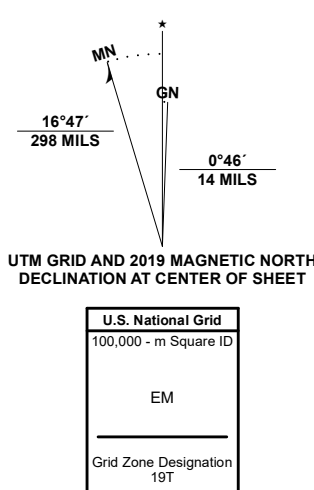 ★
MN
GN
16°47´
298 MILS
0°46´
14 MILS
UTM GRID AND 2019 MAGNETIC NORTH
DECLINATION AT CENTER OF SHEET
U.S. National Grid
100,000 - m Square ID
EM
Grid Zone Designation
19T